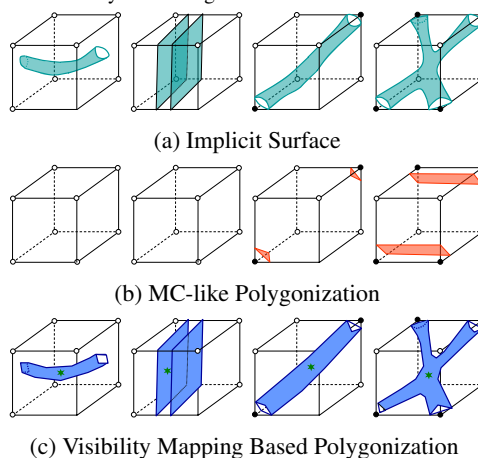 (a) Implicit Surface
(b) MC-like Polygonization
(c) Visibility Mapping Based Polygonization